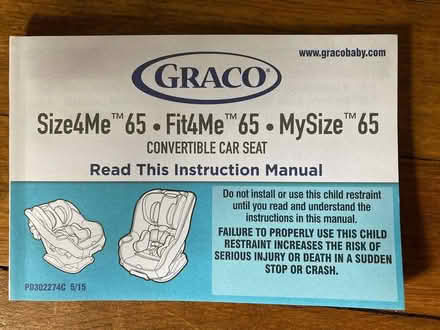 www.gracobaby.com
GRACO®
Size4Me™65 • Fit4Me™65 • MySize™65
CONVERTIBLE CAR SEAT
Read This Instruction Manual
Do not install or use this child restraint
until you read and understand the
instructions in this manual.
FAILURE TO PROPERLY USE THIS CHILD
RESTRAINT INCREASES THE RISK OF
SERIOUS INJURY OR DEATH IN A SUDDEN
STOP OR CRASH.
PD302274C 5/15